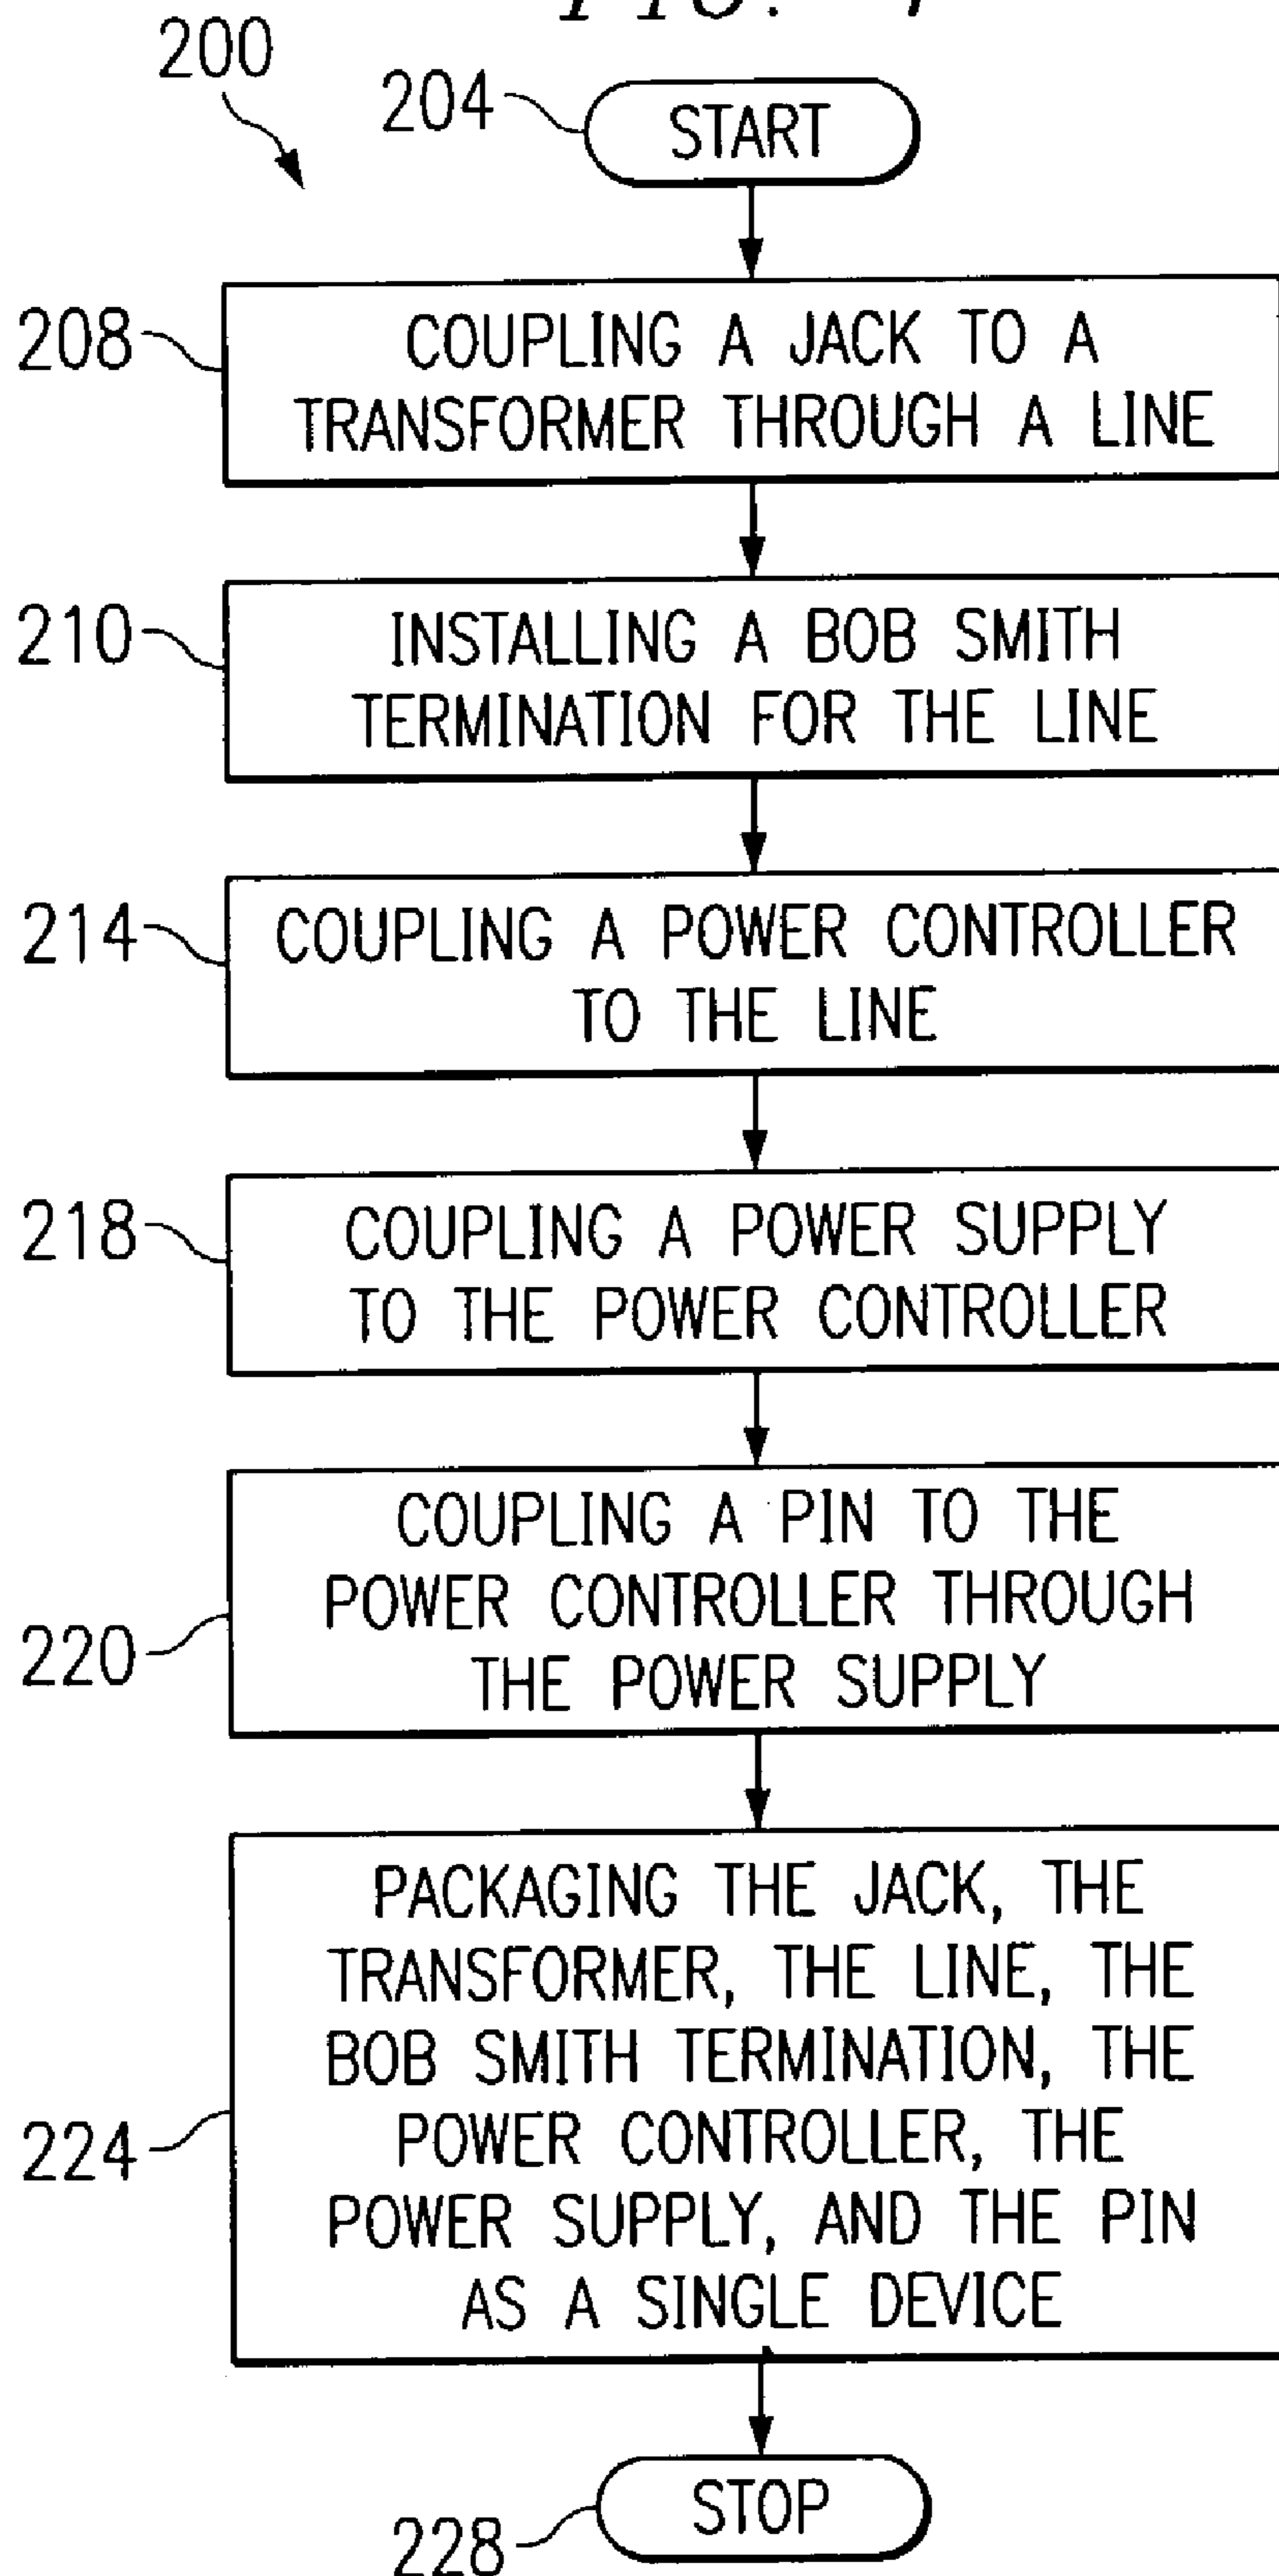 FIG.
200
204
START
208
COUPLING A JACK TO A
TRANSFORMER THROUGH A LINE
210
INSTALLING A BOB SMITH
TERMINATION FOR THE LINE
214
COUPLING A POWER CONTROLLER
TO THE LINE
218
COUPLING A POWER SUPPLY
TO THE POWER CONTROLLER
220
COUPLING A PIN TO THE
POWER CONTROLLER THROUGH
THE POWER SUPPLY
224
PACKAGING THE JACK, THE
TRANSFORMER, THE LINE, THE
BOB SMITH TERMINATION, THE
POWER CONTROLLER, THE
POWER SUPPLY, AND THE PIN
AS A SINGLE DEVICE
228
STOP